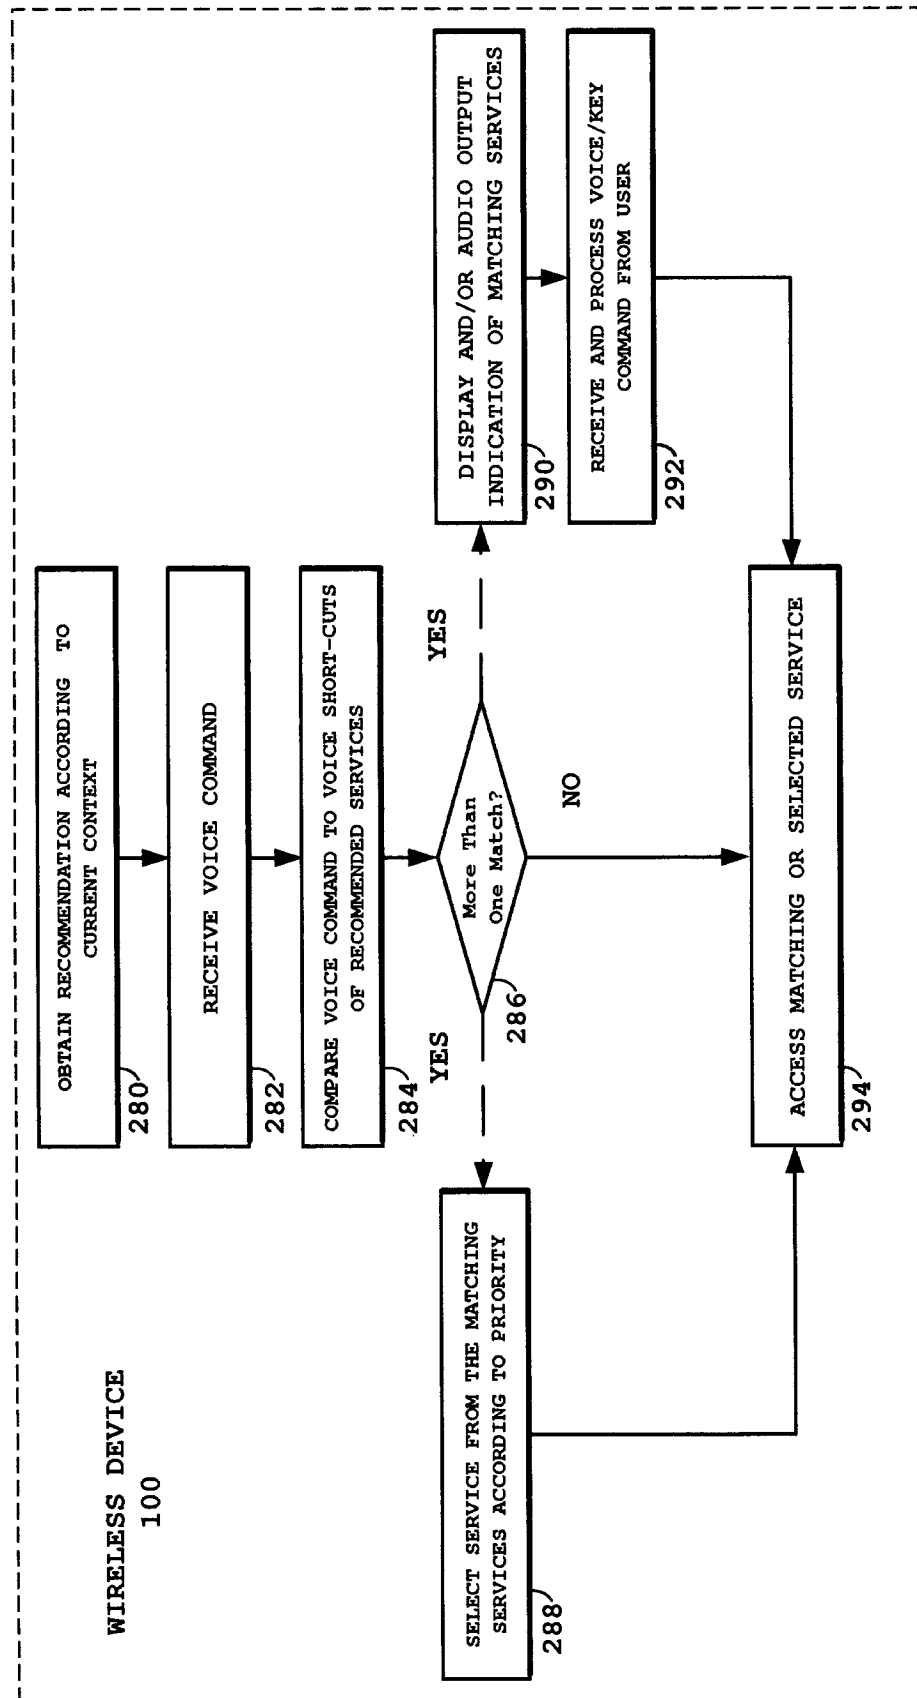 WIRELESS DEVICE
100
OBTAIN RECOMMENDATION ACCORDING TO
CURRENT CONTEXT
280
RECEIVE VOICE COMMAND
282
COMPARE VOICE COMMAND TO VOICE SHORT-CUTS
OF RECOMMENDED SERVICES
284
More Than
One Match?
286
YES
YES
NO
SELECT SERVICE FROM THE MATCHING
SERVICES ACCORDING TO PRIORITY
288
DISPLAY AND/OR AUDIO OUTPUT
INDICATION OF MATCHING SERVICES
290
RECEIVE AND PROCESS VOICE/KEY
COMMAND FROM USER
292
ACCESS MATCHING OR SELECTED SERVICE
294